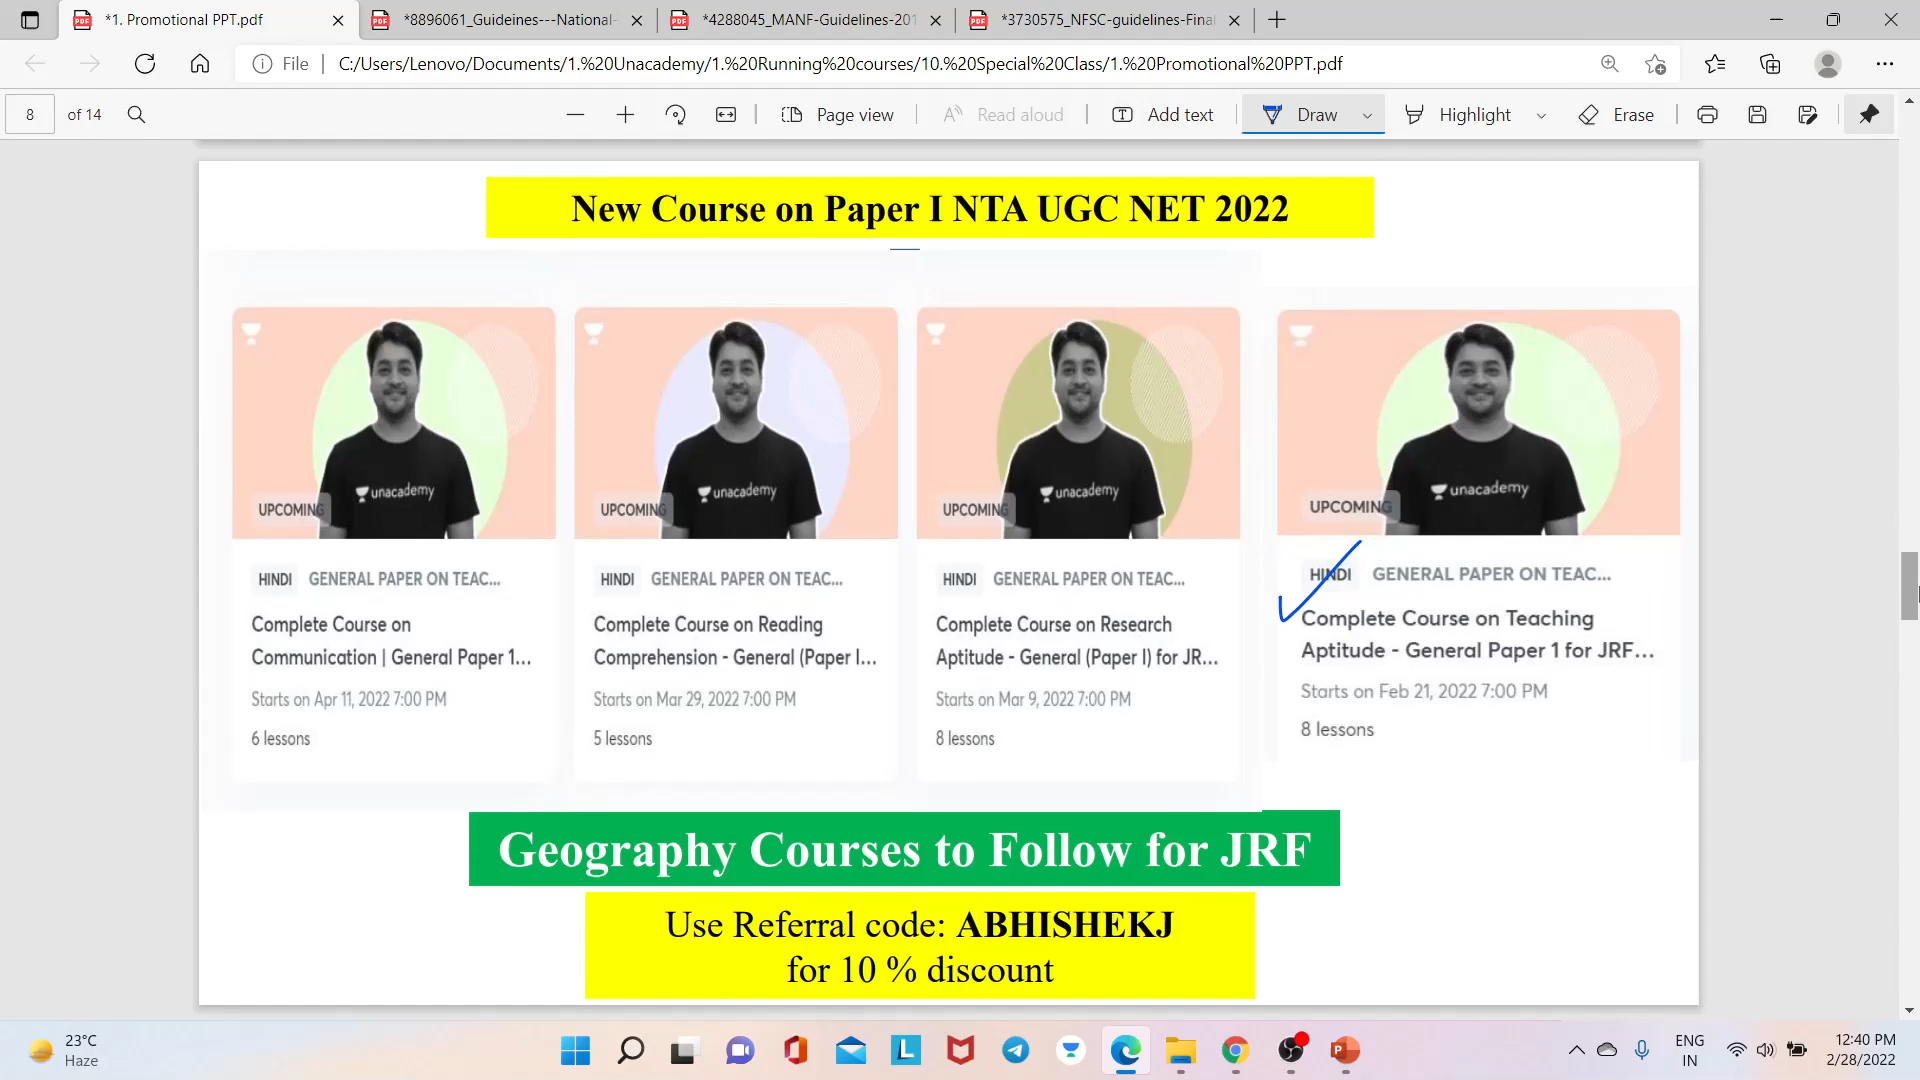 *1. Promotional PPT.pdf
*8896061_Guideines---National-
*4288045_MANF-Guidelines-201
*3730575_NFSC-guidelines-Final
File
C:/Users/Lenovo/Documents/1.%20Unacademy/1.%20Running%20courses/10.%20Special%20Class/1.%20Promotional%20PPT.pdf
8 of 14
Page view
Read aloud
Add text
Draw
Highlight
Erase
New Course on Paper I NTA UGC NET 2022
unacademy
UPCOMING
HINDI GENERAL PAPER ON TEAC...
Complete Course on
Communication | General Paper 1...
Starts on Apr 11, 2022 7:00 PM
6 lessons
unacademy
UPCOMING
HINDI GENERAL PAPER ON TEAC...
Complete Course on Reading
Comprehension - General (Paper I...
Starts on Mar 29, 2022 7:00 PM
5 lessons
unacademy
UPCOMING
HINDI GENERAL PAPER ON TEAC...
Complete Course on Research
Aptitude - General (Paper I) for JR...
Starts on Mar 9, 2022 7:00 PM
8 lessons
unacademy
UPCOMING
HINDI GENERAL PAPER ON TEAC...
Complete Course on Teaching
Aptitude - General Paper 1 for JRF...
Starts on Feb 21, 2022 7:00 PM
8 lessons
Geography Courses to Follow for JRF
Use Referral code: ABHISHEKJ
for 10 % discount
23°C
Haze
ENG
IN
12:40 PM
2/28/2022